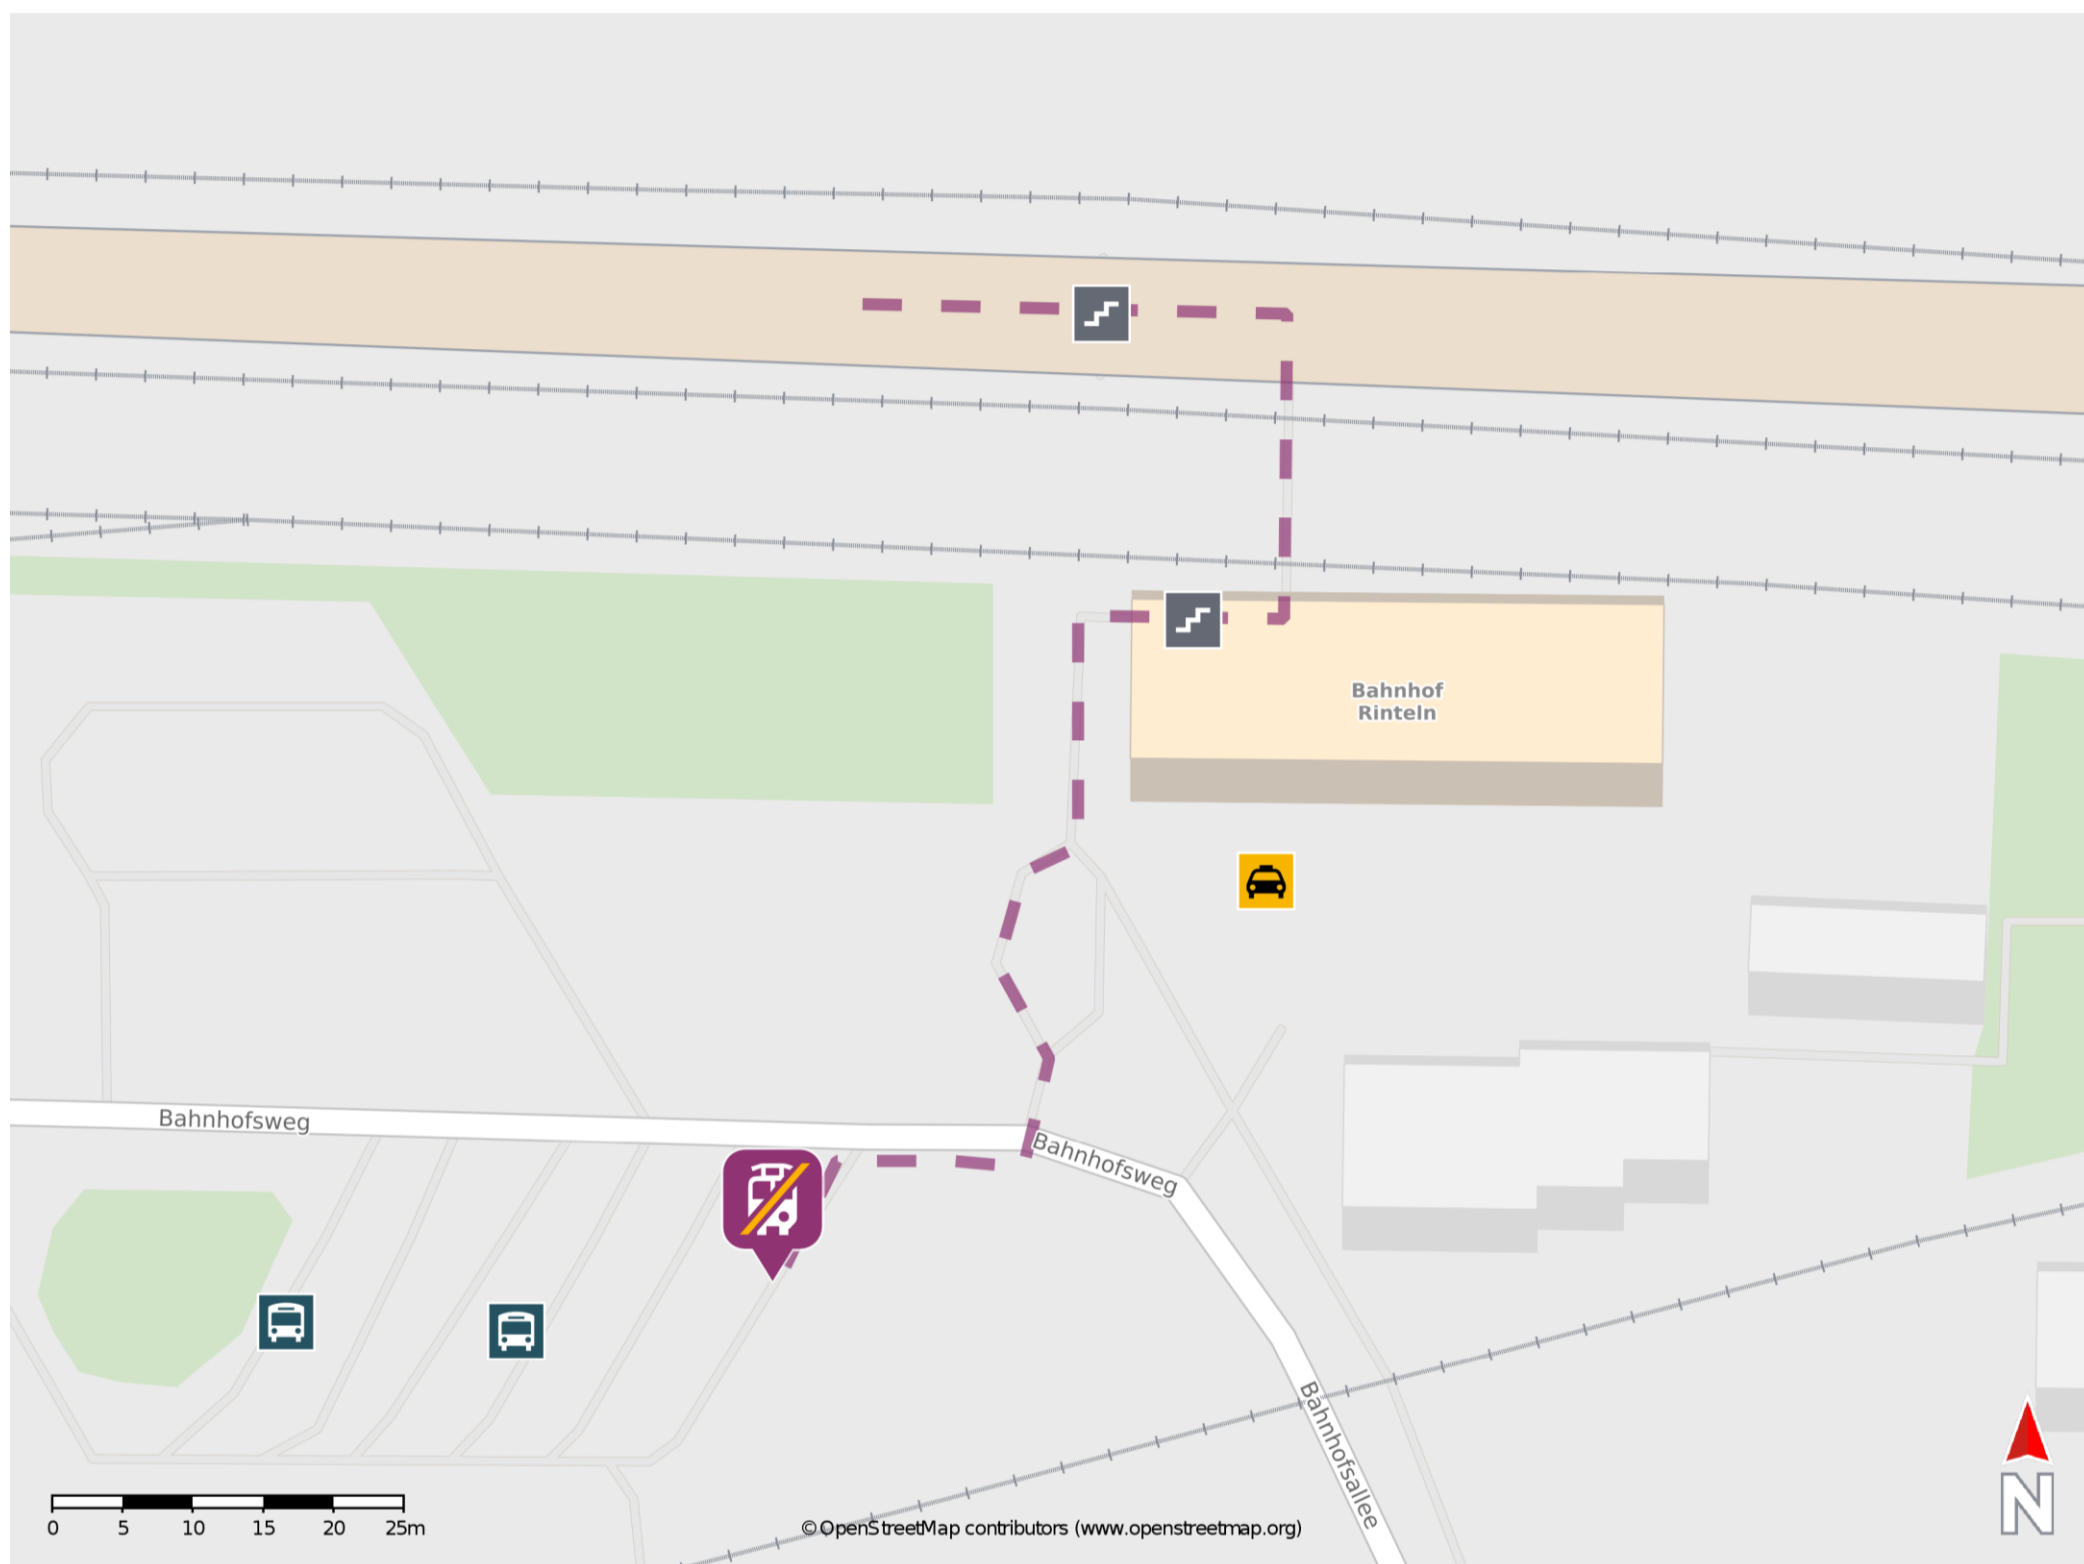 Bahnhof
Rinteln
Bahnhofsweg
Bahnhofsweg
Bahnhofsallee
0 5 10 15 20 25m
© OpenStreetMap contributors (www.openstreetmap.org)
N